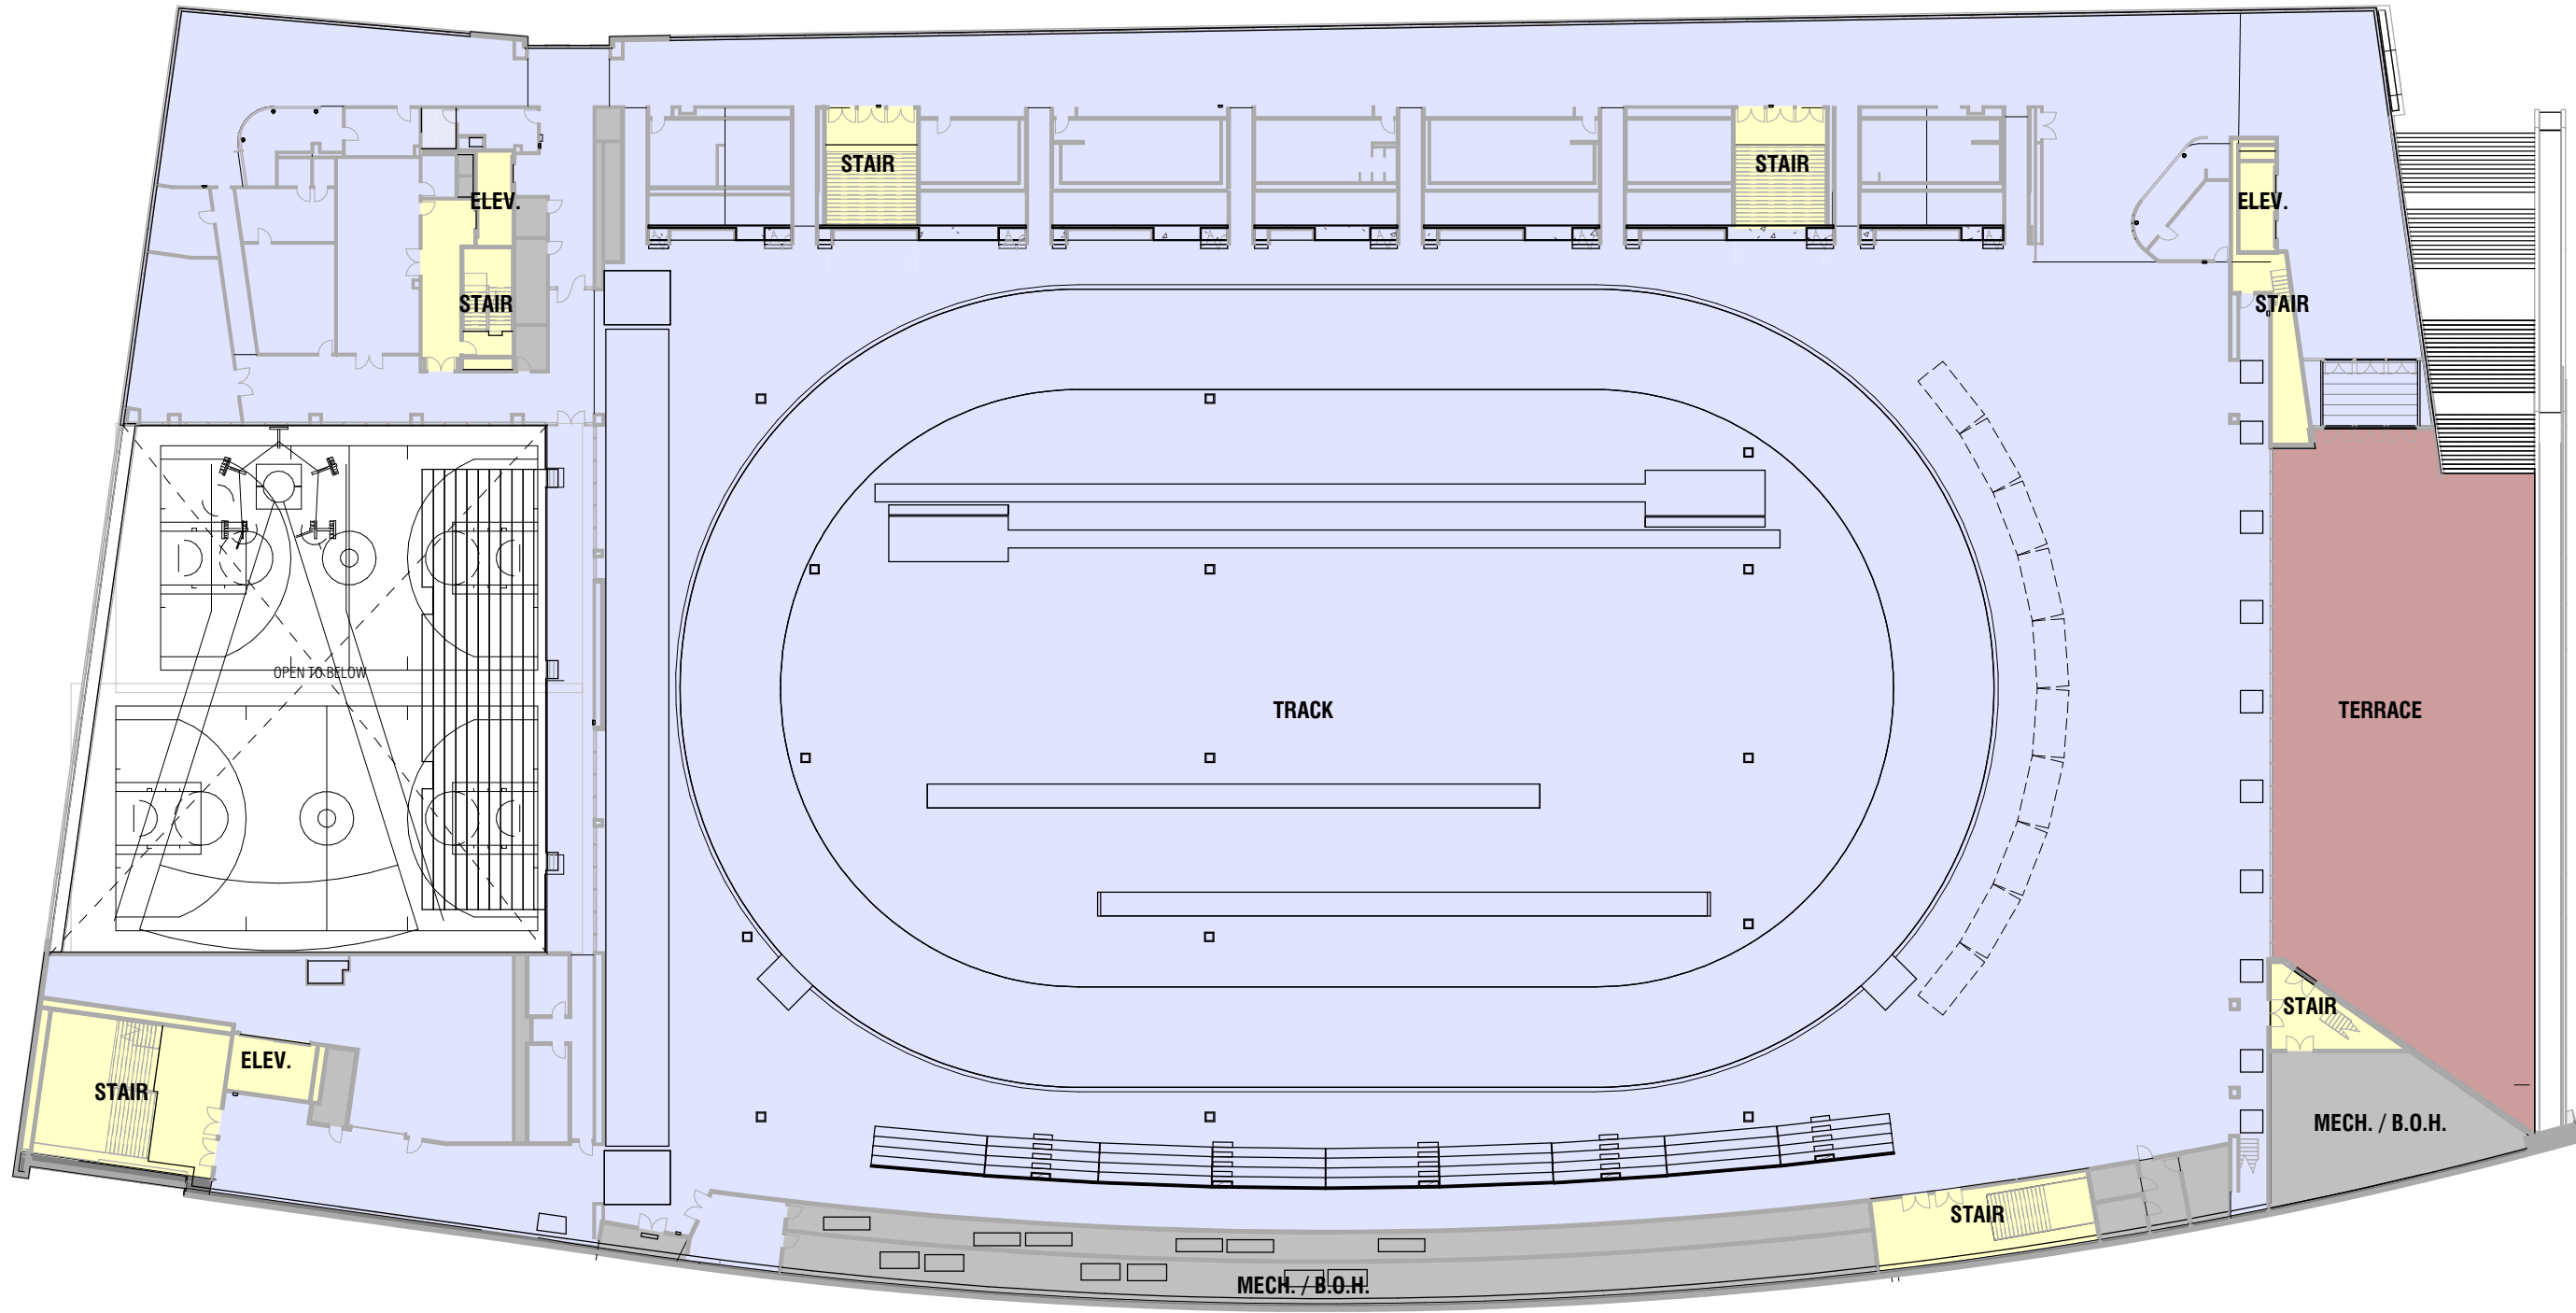 STAIR
STAIR
ELEV.
ELEV.
STAIR
STAIR
OPEN TO BELOW
TRACK
TERRACE
STAIR
ELEV.
STAIR
MECH. / B.O.H.
STAIR
MECH. / B.O.H.